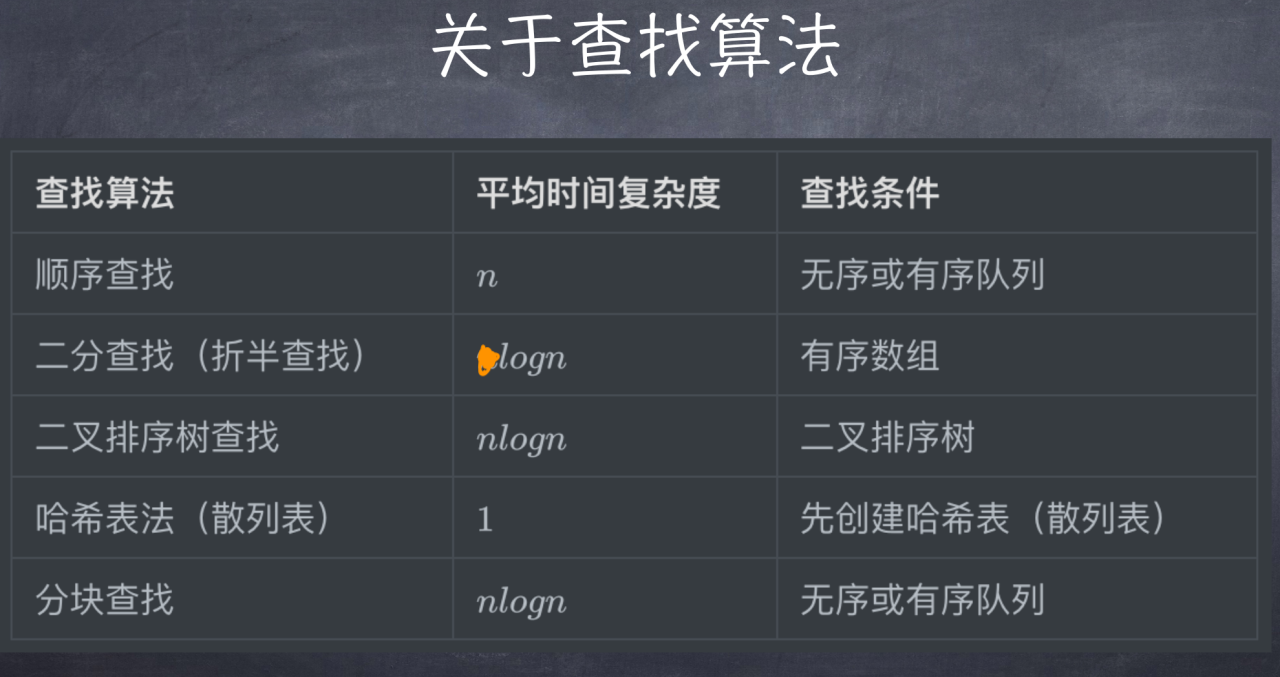 关于查找算法
查找算法 平均时间复杂度 查找条件
顺序查找 n 无序或有序队列
二分查找（折半查找） logn 有序数组
二叉排序树查找 nlogn 二叉排序树
哈希表法（散列表） 1 先创建哈希表（散列表）
分块查找 nlogn 无序或有序队列